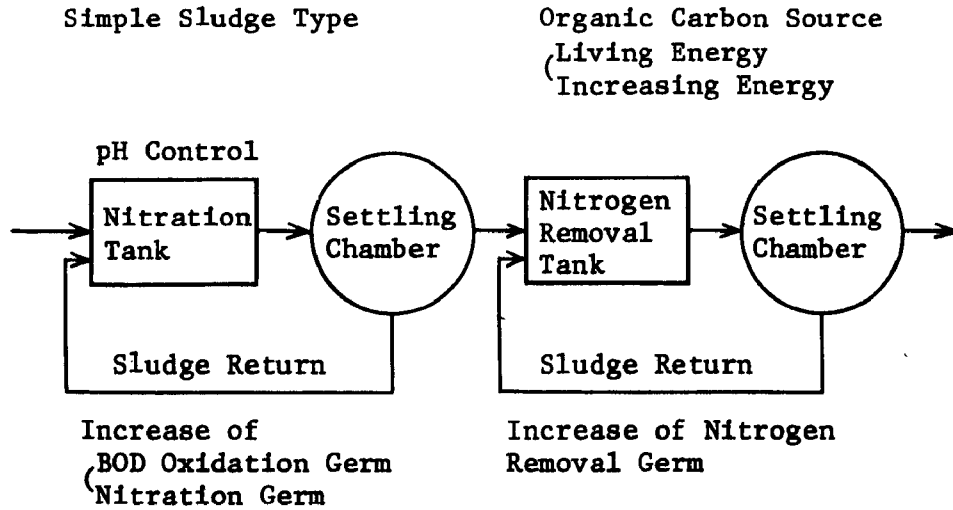 Simple Sludge Type
Organic Carbon Source
(Living Energy
Increasing Energy
pH Control
Nitration
Tank
Settling
Chamber
Nitrogen
Removal
Tank
Settling
Chamber
Sludge Return
Sludge Return
Increase of
(BOD Oxidation Germ
Nitration Germ
Increase of Nitrogen
Removal Germ